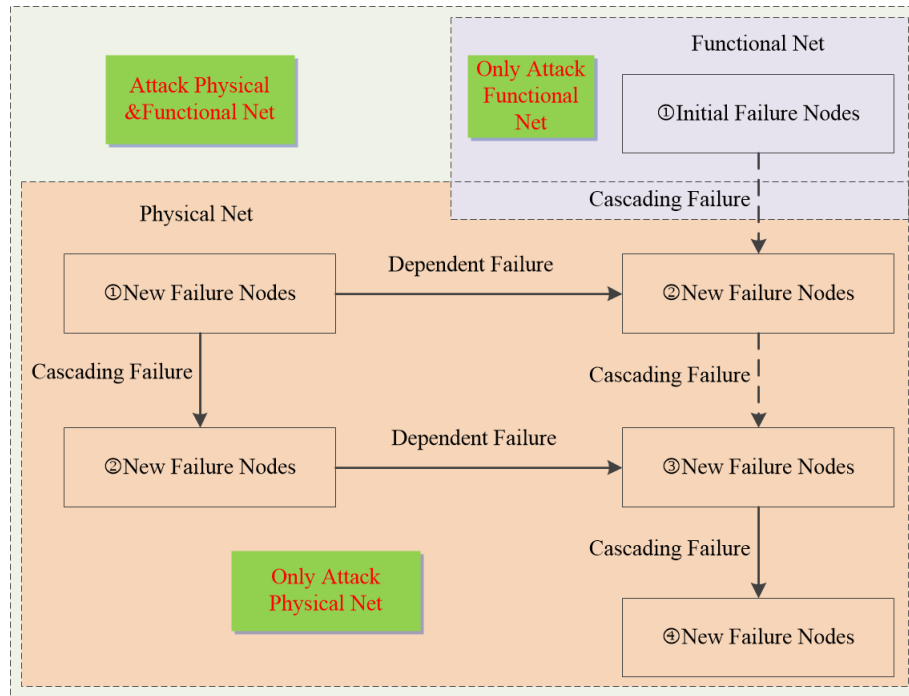 Functional Net
Attack Physical
&Functional Net
Only Attack
Functional
Net
①Initial Failure Nodes
Cascading Failure
Physical Net
①New Failure Nodes
Dependent Failure
②New Failure Nodes
Cascading Failure
Cascading Failure
②New Failure Nodes
Dependent Failure
③New Failure Nodes
Cascading Failure
Only Attack
Physical Net
④New Failure Nodes